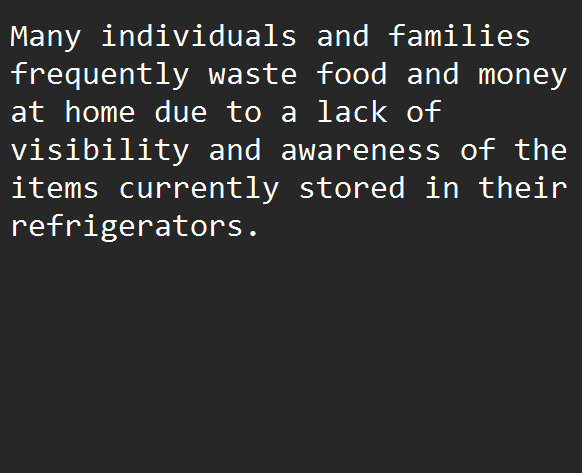 Many individuals and families
frequently waste food and money
at home due to a lack of
visibility and awareness of the
items currently stored in their
refrigerators.